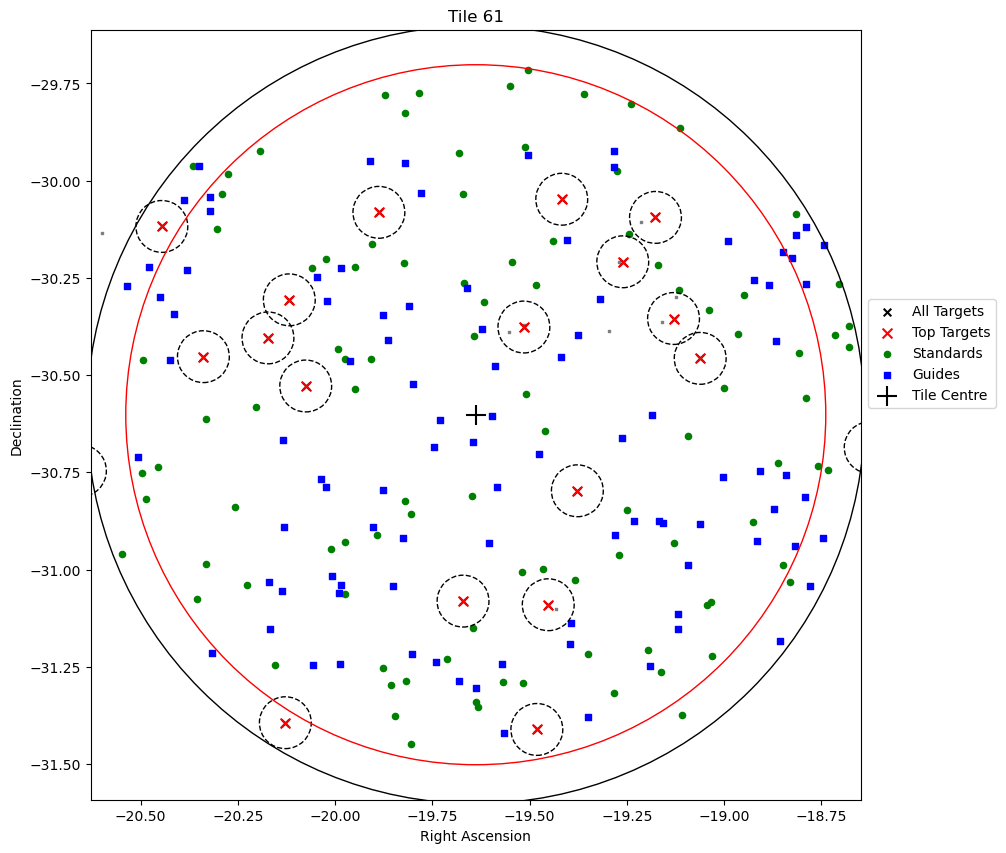 Tile 61
Declination
−29.75
−30.00
−30.25
−30.50
−30.75
−31.00
−31.25
−31.50
−20.50
−20.25
−20.00
−19.75
−19.50
−19.25
−19.00
−18.75
Right Ascension
All Targets
Top Targets
Standards
Guides
Tile Centre